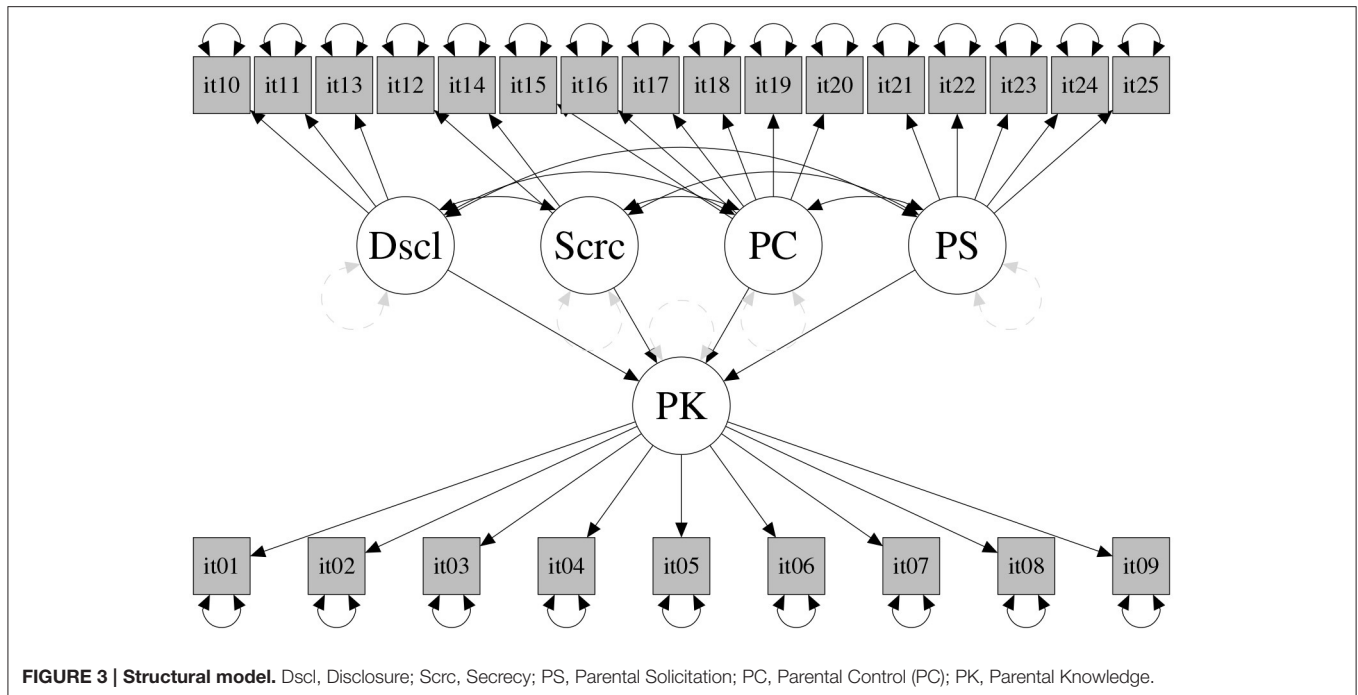 it10 it11 it13 it12 it14 it15 it16 it17 it18 it19 it20 it21 it22 it23 it24 it25
Dscl Scrc PC PS
PK
it01 it02 it03 it04 it05 it06 it07 it08 it09
FIGURE 3 | Structural model. Dscl, Disclosure; Scrc, Secrecy; PS, Parental Solicitation; PC, Parental Control (PC); PK, Parental Knowledge.